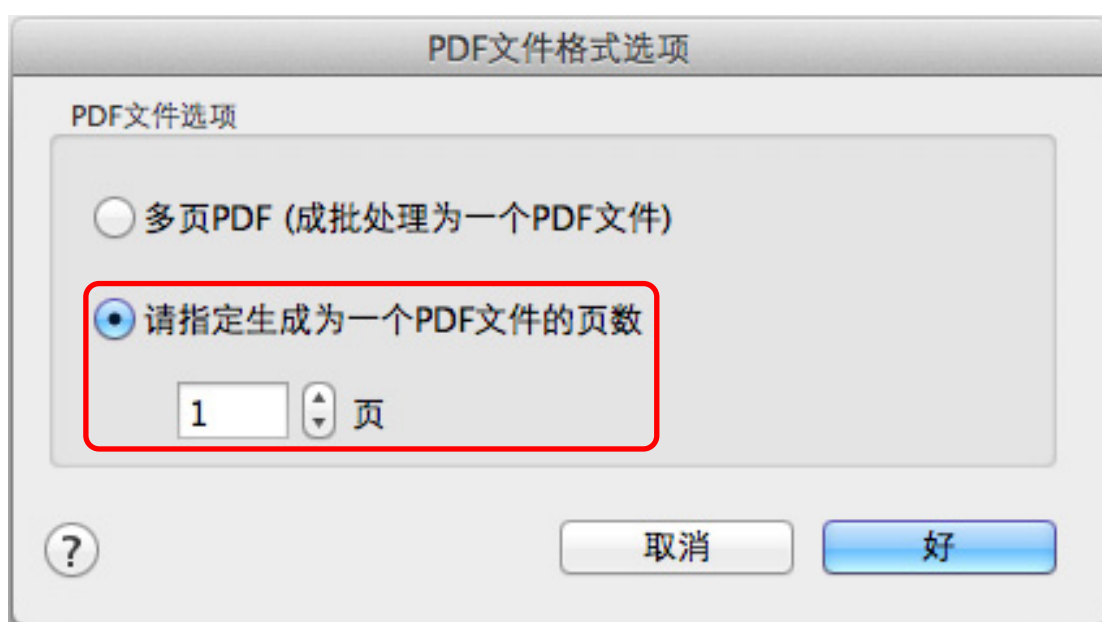 PDF文件格式选项
PDF文件选项
多页PDF (成批处理为一个PDF文件)
请指定生成为一个PDF文件的页数
1 页
? 取消 好